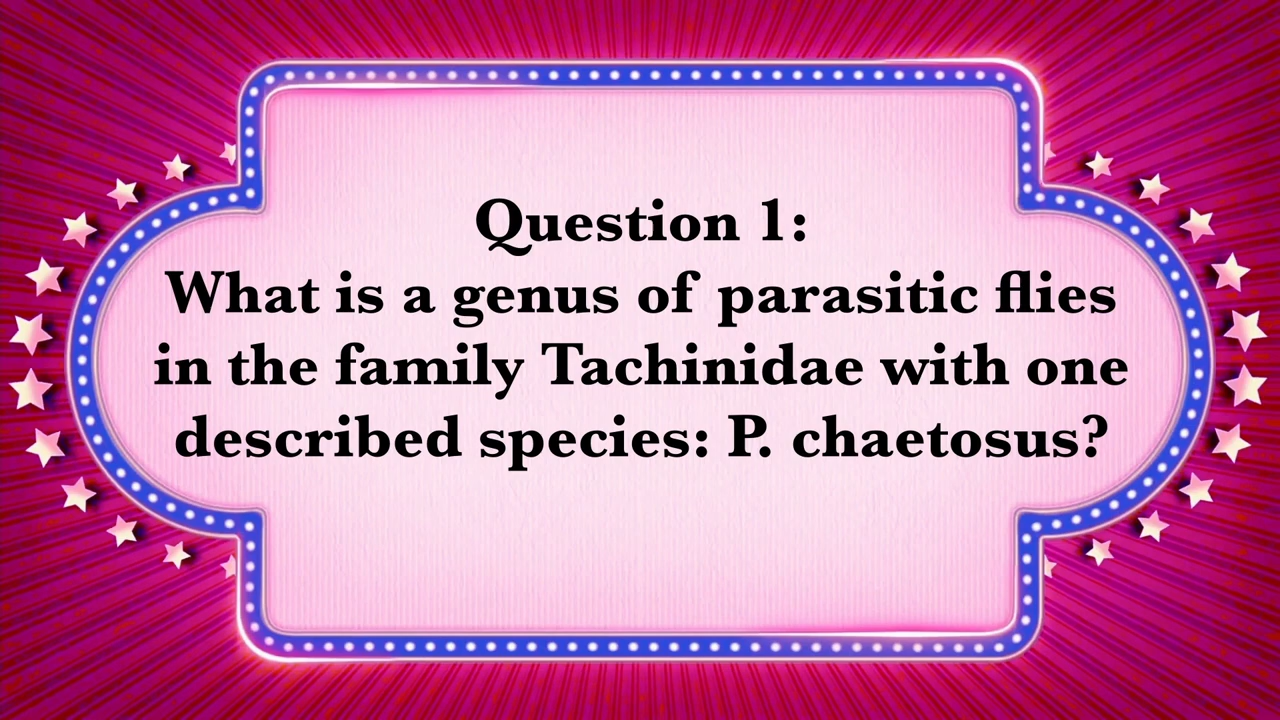 Question 1:
What is a genus of parasitic flies
in the family Tachinidae with one
described species: P. chaetosus?